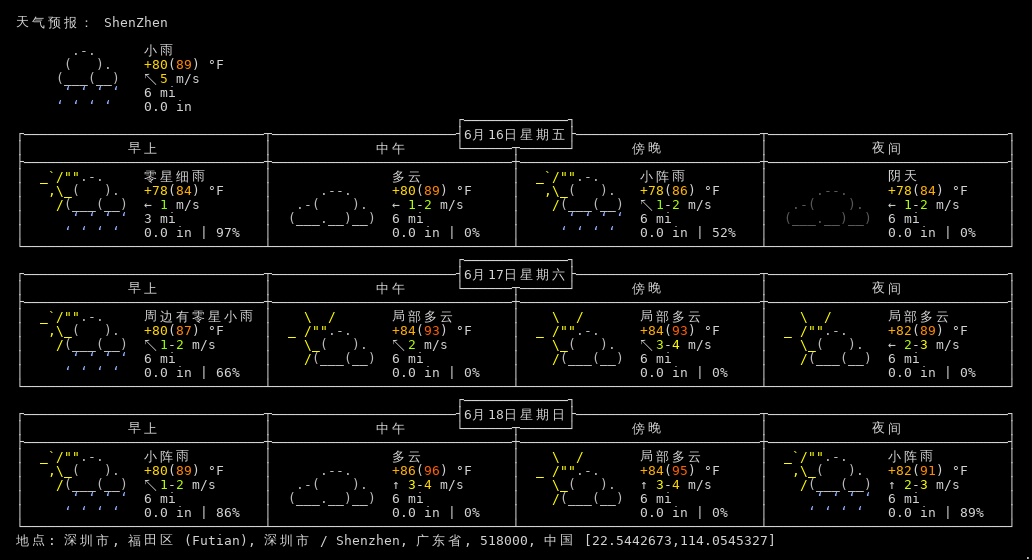 天气预报： ShenZhen
小雨
+80(89) °F
↖ 5 m/s
6 mi
0.0 in
6月16日星期五
早上 中午 傍晚 夜间
零星细雨 多云 小阵雨 阴天
+78(84) °F +80(89) °F +78(86) °F +78(84) °F
← 1 m/s ← 1-2 m/s ↖ 1-2 m/s ← 1-2 m/s
3 mi 6 mi 6 mi 6 mi
0.0 in | 97% 0.0 in | 0% 0.0 in | 52% 0.0 in | 0%
6月17日星期六
早上 中午 傍晚 夜间
周边有零星小雨 局部多云 局部多云 局部多云
+80(87) °F +84(93) °F +84(93) °F +82(89) °F
↖ 1-2 m/s ↖ 2 m/s ↖ 3-4 m/s ← 2-3 m/s
6 mi 6 mi 6 mi 6 mi
0.0 in | 66% 0.0 in | 0% 0.0 in | 0% 0.0 in | 0%
6月18日星期日
早上 中午 傍晚 夜间
小阵雨 多云 局部多云 小阵雨
+80(89) °F +86(96) °F +84(95) °F +82(91) °F
↖ 1-2 m/s ↑ 3-4 m/s ↑ 3-4 m/s ↑ 2-3 m/s
6 mi 6 mi 6 mi 6 mi
0.0 in | 86% 0.0 in | 0% 0.0 in | 0% 0.0 in | 89%
地点: 深圳市, 福田区 (Futian), 深圳市 / Shenzhen, 广东省, 518000, 中国 [22.5442673,114.0545327]